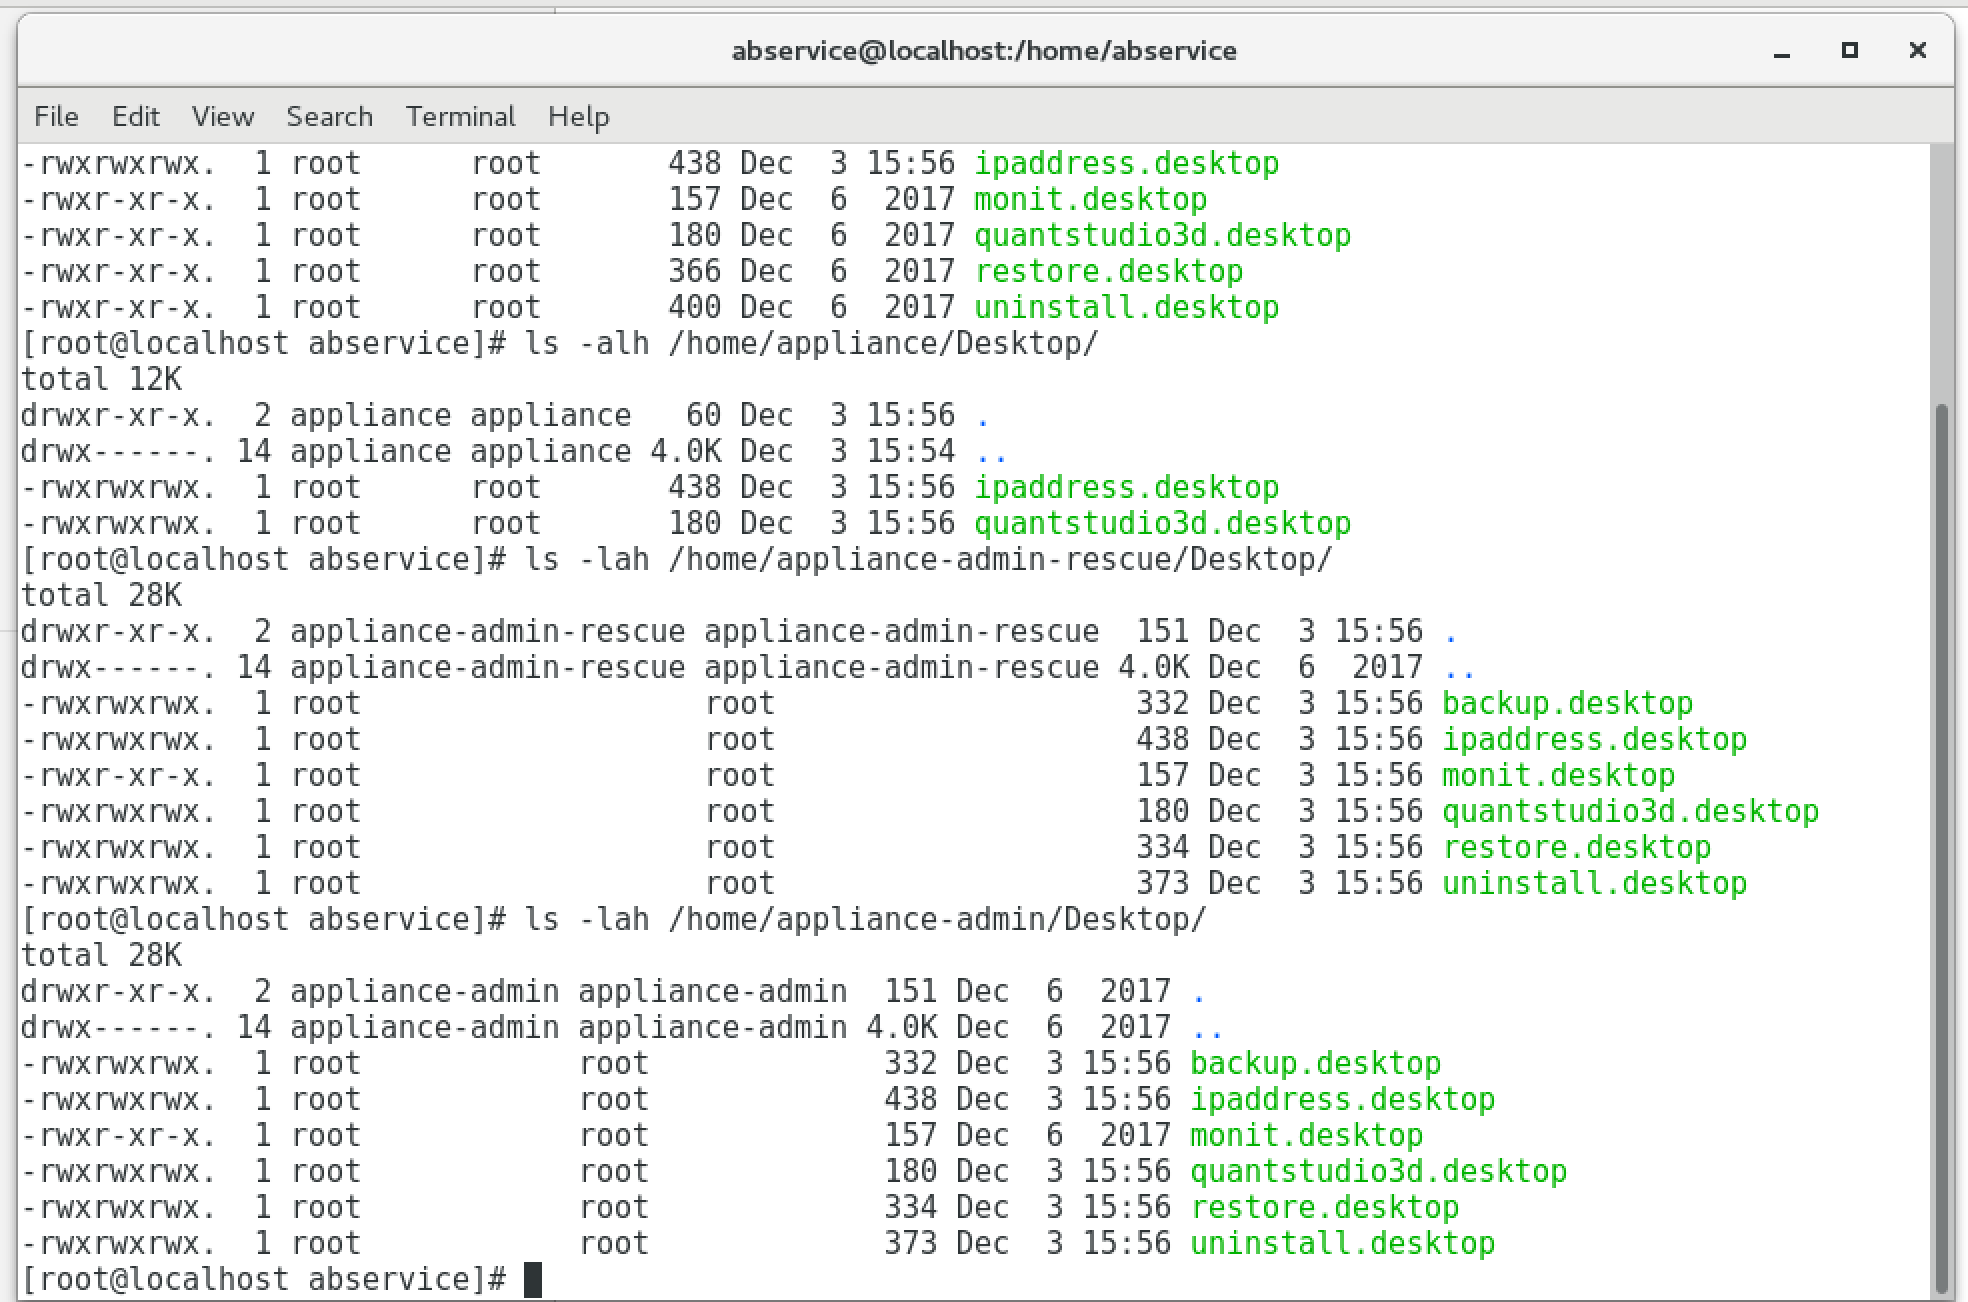 abservice@localhost:/home/abservice
File Edit View Search Terminal Help
-rwxrwxrwx.  1 root      root       438 Dec  3 15:56 ipaddress.desktop
-rwxr-xr-x.  1 root      root       157 Dec  6  2017 monit.desktop
-rwxr-xr-x.  1 root      root       180 Dec  6  2017 quantstudio3d.desktop
-rwxr-xr-x.  1 root      root       366 Dec  6  2017 restore.desktop
-rwxr-xr-x.  1 root      root       400 Dec  6  2017 uninstall.desktop
[root@localhost abservice]# ls -alh /home/appliance/Desktop/
total 12K
drwxr-xr-x.  2 appliance appliance   60 Dec  3 15:56 .
drwx------. 14 appliance appliance 4.0K Dec  3 15:54 ..
-rwxrwxrwx.  1 root      root       438 Dec  3 15:56 ipaddress.desktop
-rwxrwxrwx.  1 root      root       180 Dec  3 15:56 quantstudio3d.desktop
[root@localhost abservice]# ls -lah /home/appliance-admin-rescue/Desktop/
total 28K
drwxr-xr-x.  2 appliance-admin-rescue appliance-admin-rescue  151 Dec  3 15:56 .
drwx------. 14 appliance-admin-rescue appliance-admin-rescue 4.0K Dec  6  2017 ..
-rwxrwxrwx.  1 root                   root                    332 Dec  3 15:56 backup.desktop
-rwxrwxrwx.  1 root                   root                    438 Dec  3 15:56 ipaddress.desktop
-rwxr-xr-x.  1 root                   root                    157 Dec  3 15:56 monit.desktop
-rwxrwxrwx.  1 root                   root                    180 Dec  3 15:56 quantstudio3d.desktop
-rwxrwxrwx.  1 root                   root                    334 Dec  3 15:56 restore.desktop
-rwxrwxrwx.  1 root                   root                    373 Dec  3 15:56 uninstall.desktop
[root@localhost abservice]# ls -lah /home/appliance-admin/Desktop/
total 28K
drwxr-xr-x.  2 appliance-admin appliance-admin  151 Dec  6  2017 .
drwx------. 14 appliance-admin appliance-admin 4.0K Dec  6  2017 ..
-rwxrwxrwx.  1 root            root             332 Dec  3 15:56 backup.desktop
-rwxrwxrwx.  1 root            root             438 Dec  3 15:56 ipaddress.desktop
-rwxr-xr-x.  1 root            root             157 Dec  6  2017 monit.desktop
-rwxrwxrwx.  1 root            root             180 Dec  3 15:56 quantstudio3d.desktop
-rwxrwxrwx.  1 root            root             334 Dec  3 15:56 restore.desktop
-rwxrwxrwx.  1 root            root             373 Dec  3 15:56 uninstall.desktop
[root@localhost abservice]#